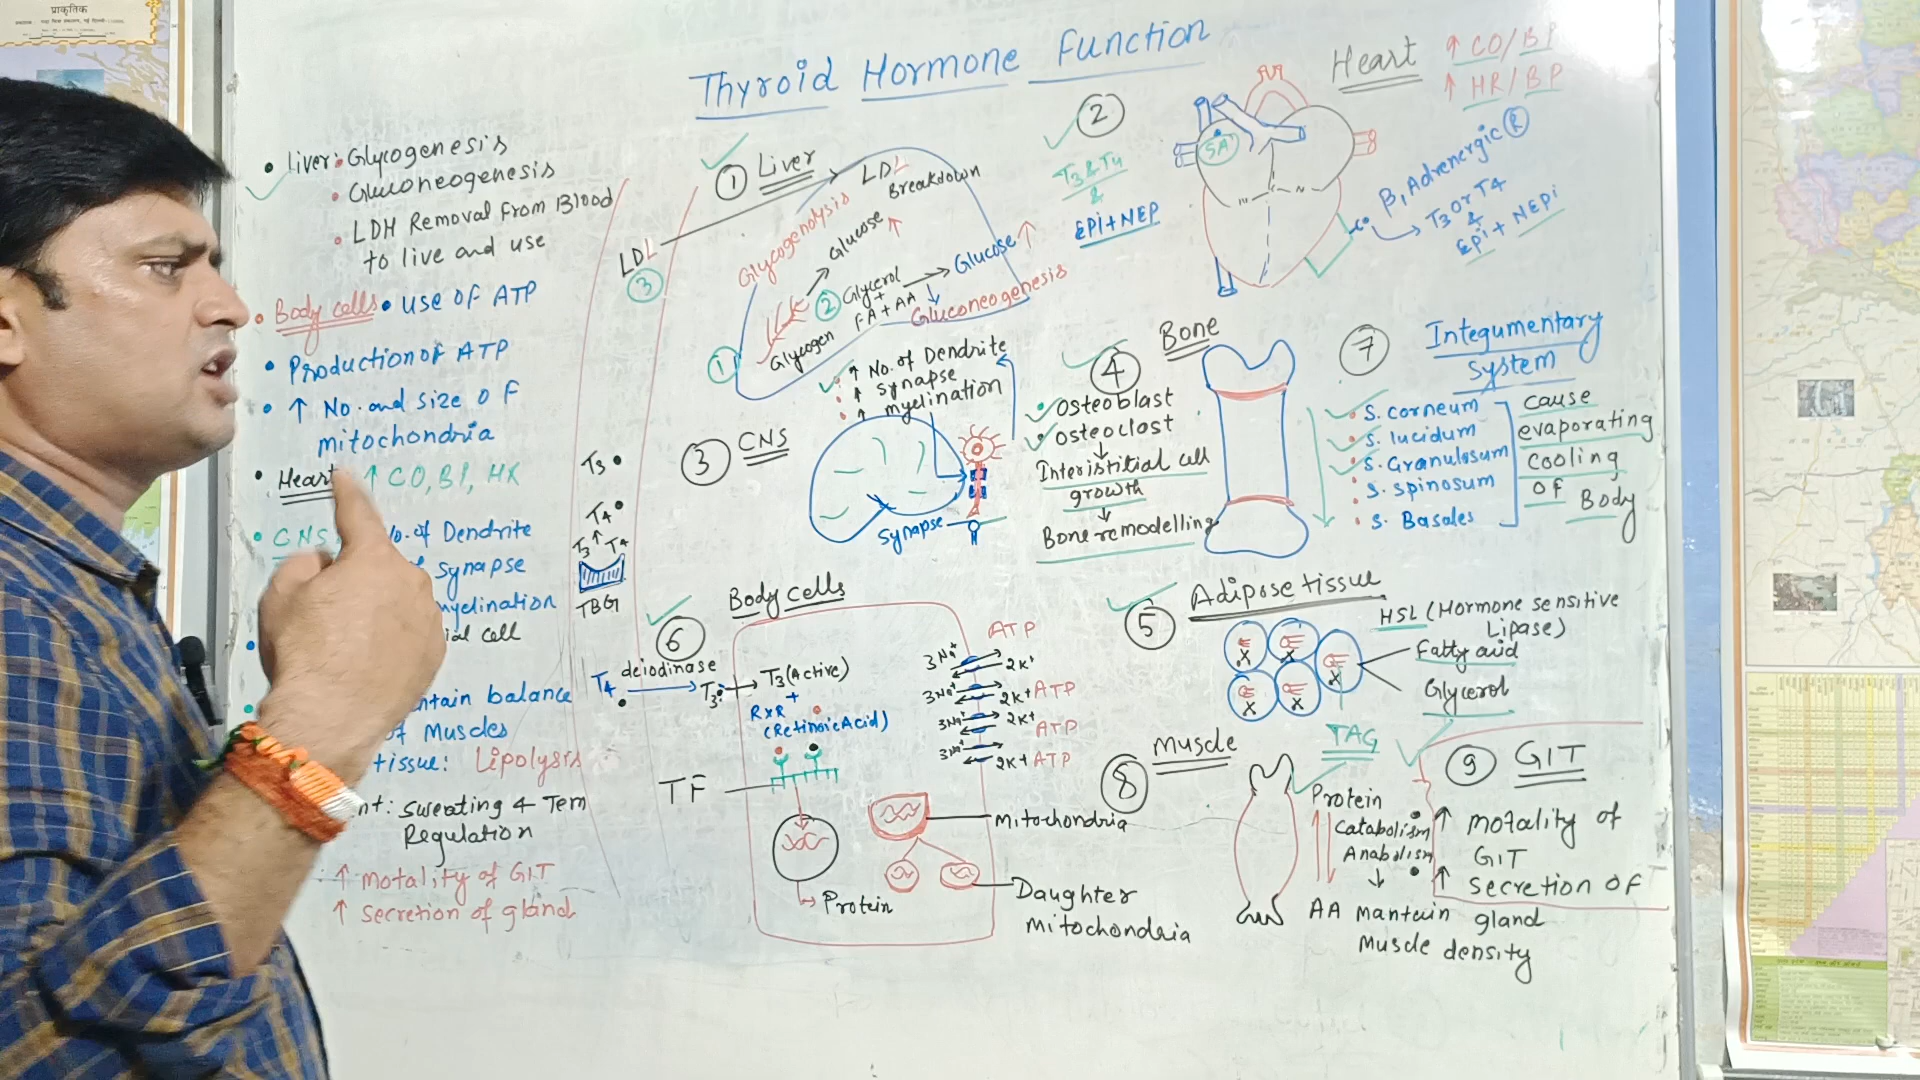 प्राकृतिक
Thyroid Hormone Function
• Liver: • Glycogenesis
• Gluconeogenesis
• LDH Removal From Blood
to live and use
• Body cells • use of ATP
• Production of ATP
• ↑ No. and size of
mitochondria
• Heart ↑ CO, BP, HR
• CNS: No. of Dendrite
Synapse
myelination
ial cell
ntain balance
of Muscles
tissue: Lipolysis
nt: Sweating & Tem
Regulation
↑ motality of GIT
↑ secretion of gland
① Liver
LDL
Breakdown
LDL
③
Glycogenolysis
Glucose ↑
②
Glycerol
+
FA + AA
Glucose ↑
Gluconeogenesis
①
Glycogen
②
T3 & T4
&
EPi + NEP
Heart
↑ CO/BP
↑ HR/BP
SA
β1 Adrenergic Ⓡ
T3 or T4
&
Epi + NEpi
③ CNS
↑ No. of Dendrite
↑ synapse
↑ myelination
Synapse
T3
T4
T3 T4
TBG
④ Bone
• Osteoblast
• Osteoclast
↓
Interistitial cell
growth
↓
Bone remodelling
⑦ Integumentary
System
• S. corneum
• S. lucidum
• S. Granulosum
• S. spinosum
• S. Basales
cause
evaporating
cooling
of Body
⑥ Body cells
T4 deiodinase → T3 → T3 (Active)
+
RxR
(Retinoic Acid)
TF
Protein
ATP
3Na+ 2K+
3Na+ 2K+ ATP
3Na+ 2K+ ATP
3Na+ 2K+ ATP
Mitochondria
Daughter
mitochondria
⑤ Adipose tissue
HSL (Hormone sensitive
Lipase)
Fatty acid
Glycerol
TAG
⑧ Muscle
Protein
Catabolism
Anabolism
↓
AA mantein
Muscle density
⑨ GIT
↑ motality of
GIT
↑ secretion of
gland